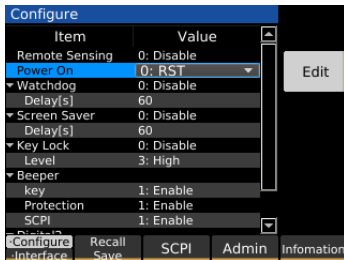 Configure
Item Value
Remote Sensing 0: Disable
Power On 0: RST
Watchdog 0: Disable
Delay[s] 60
Screen Saver 0: Disable
Delay[s] 60
Key Lock 0: Disable
Level 3: High
Beeper
key 1: Enable
Protection 1: Enable
SCPI 1: Enable
Edit
·Configure
·Interface
Recall
Save
SCPI
Admin
Infomation